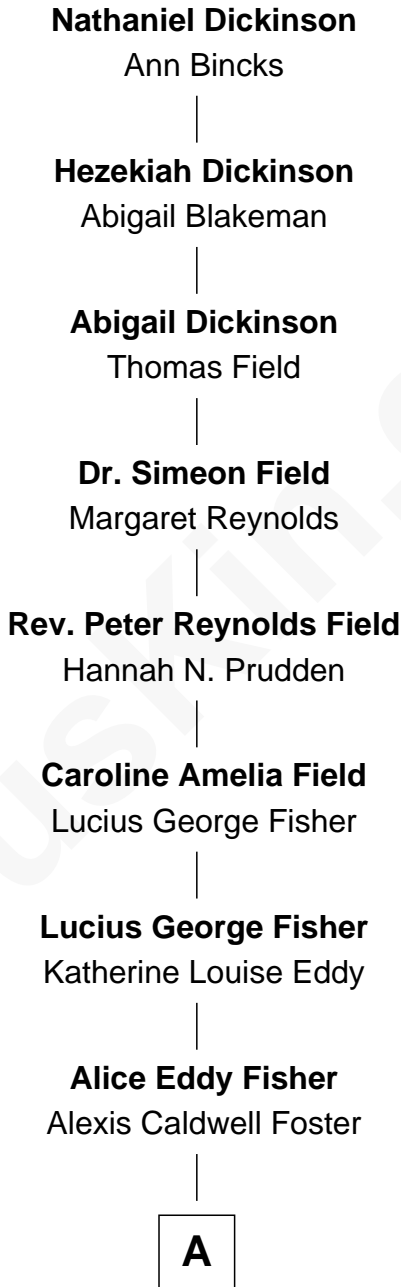 Nathaniel Dickinson
Ann Bincks
Hezekiah Dickinson
Abigail Blakeman
Abigail Dickinson
Thomas Field
Dr. Simeon Field
Margaret Reynolds
Rev. Peter Reynolds Field
Hannah N. Prudden
Caroline Amelia Field
Lucius George Fisher
Lucius George Fisher
Katherine Louise Eddy
Alice Eddy Fisher
Alexis Caldwell Foster
A